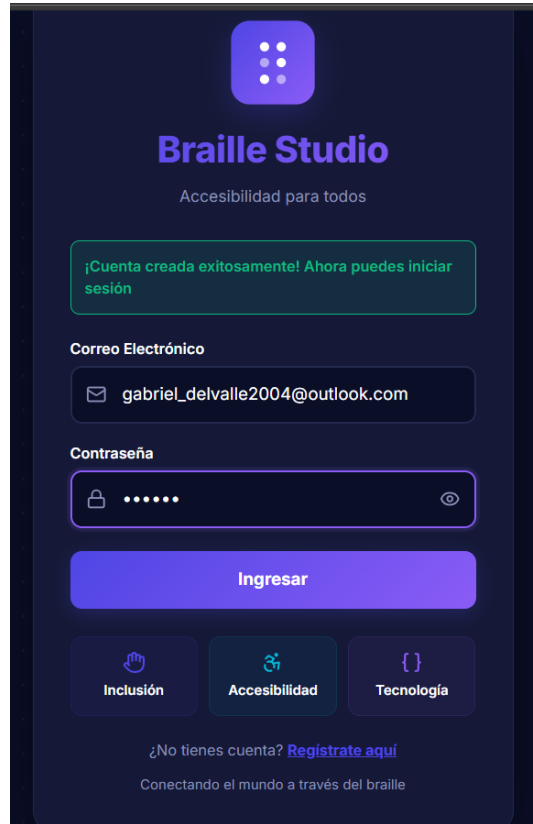 Braille Studio
Accesibilidad para todos
¡Cuenta creada exitosamente! Ahora puedes iniciar
sesión
Correo Electrónico
gabriel_delvalle2004@outlook.com
Contraseña
••••••
Ingresar
Inclusión
Accesibilidad
{ }
Tecnología
¿No tienes cuenta? Regístrate aquí
Conectando el mundo a través del braille